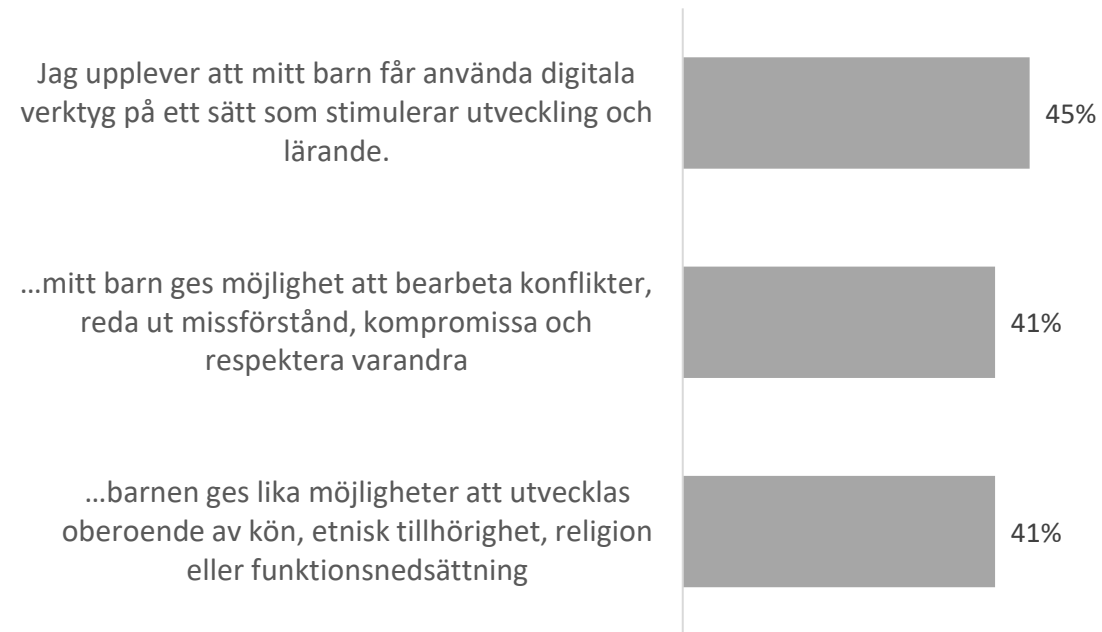 Jag upplever att mitt barn får använda digitala
verktyg på ett sätt som stimulerar utveckling och
lärande.
45%
…mitt barn ges möjlighet att bearbeta konflikter,
reda ut missförstånd, kompromissa och
respektera varandra
41%
…barnen ges lika möjligheter att utvecklas
oberoende av kön, etnisk tillhörighet, religion
eller funktionsnedsättning
41%